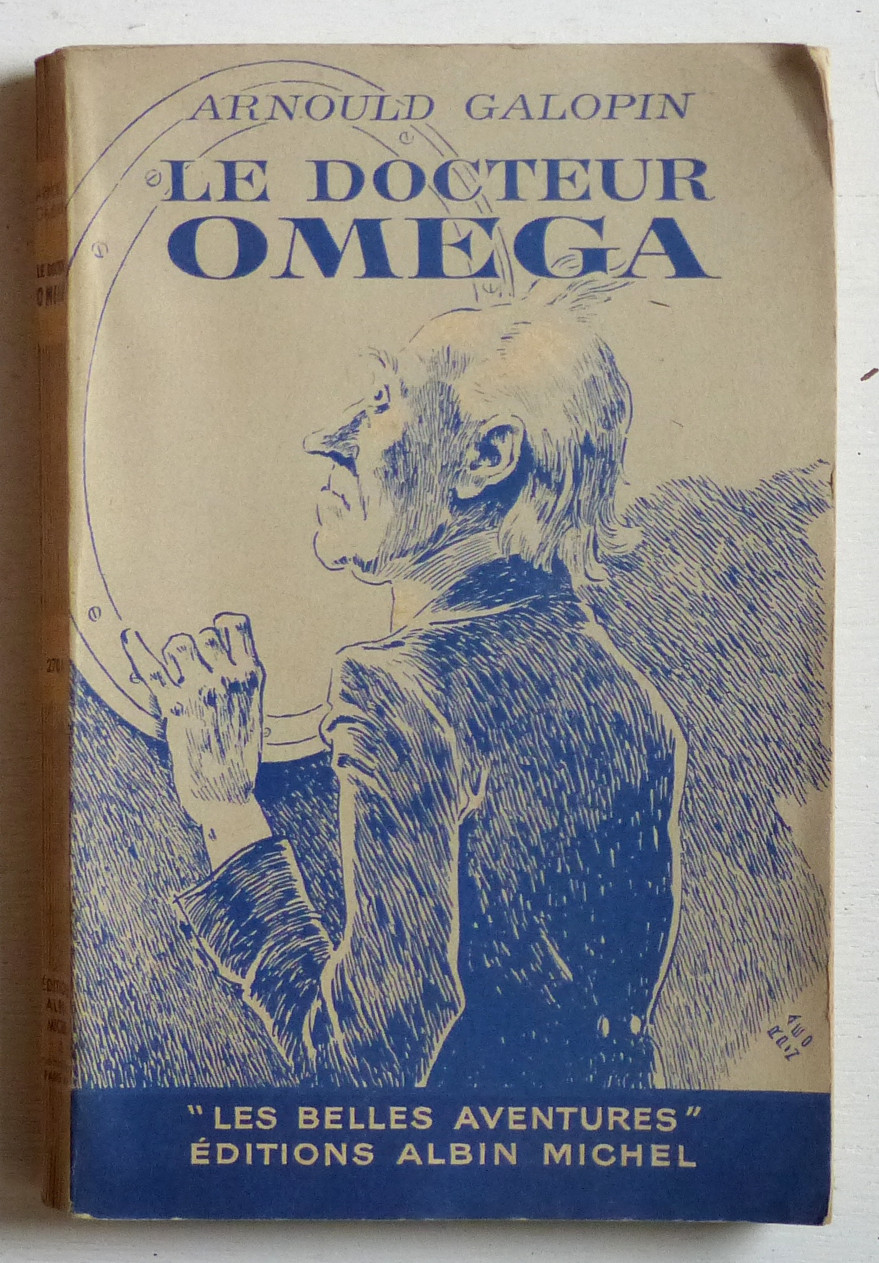 ARNOULD GALOPIN
LE DOCTEUR
OMEGA
"LES BELLES AVENTURES"
ÉDITIONS ALBIN MICHEL